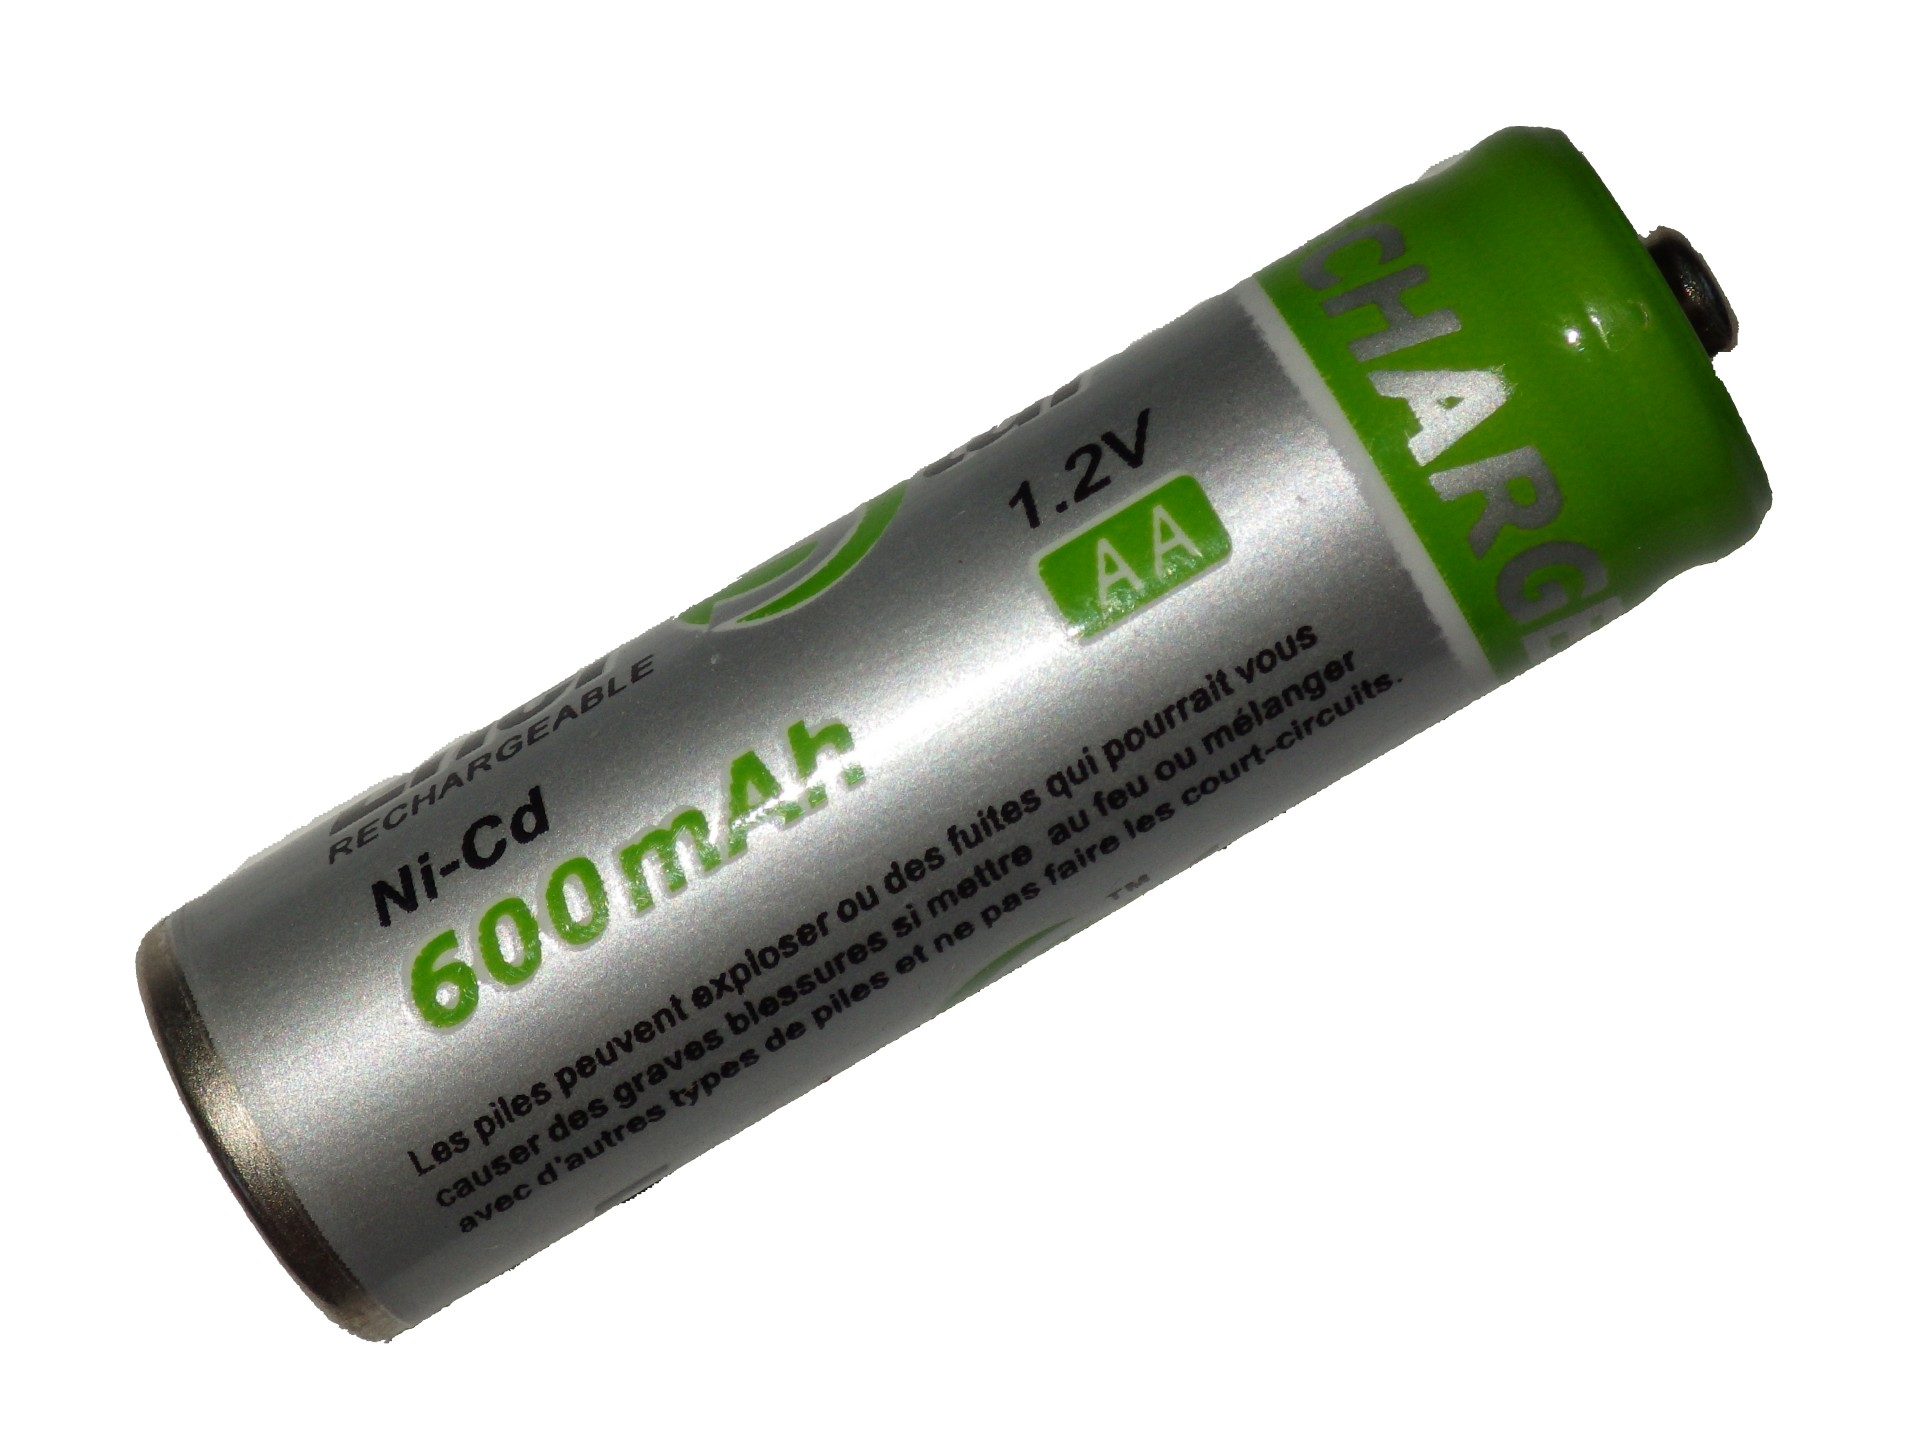 CHARGE
1.2V
AA
RECHARGEABLE
Ni-Cd
600mAh
Les piles peuvent exploser ou des fuites qui pourrait vous
causer des graves blessures si mettre au feu ou mélanger
avec d'autres types de piles et ne pas faire les court-circuits.
TM